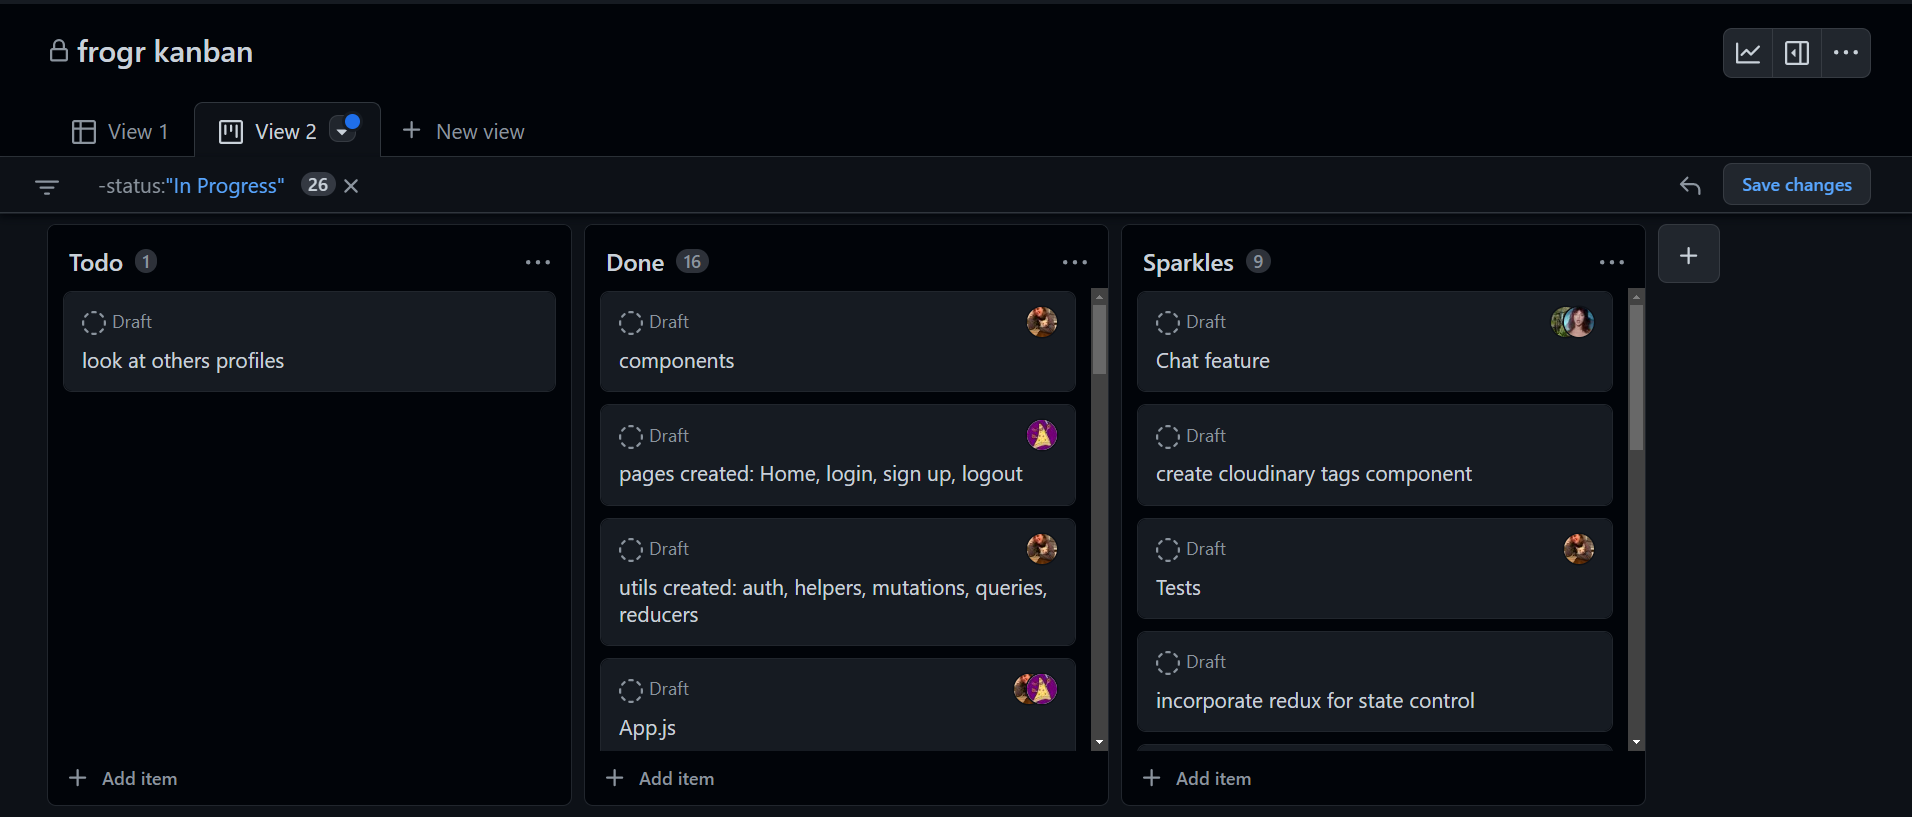 frogr kanban
View 1
View 2
New view
-status:"In Progress" 26
Save changes
Todo 1
Draft
look at others profiles
Add item
Done 16
Draft
components
Draft
pages created: Home, login, sign up, logout
Draft
utils created: auth, helpers, mutations, queries,
reducers
Draft
App.js
Add item
Sparkles 9
Draft
Chat feature
Draft
create cloudinary tags component
Draft
Tests
Draft
incorporate redux for state control
Add item